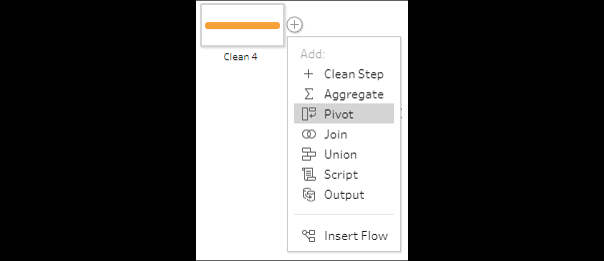 Clean 4
Add:
Clean Step
Aggregate
Pivot
Join
Union
Script
Output
Insert Flow